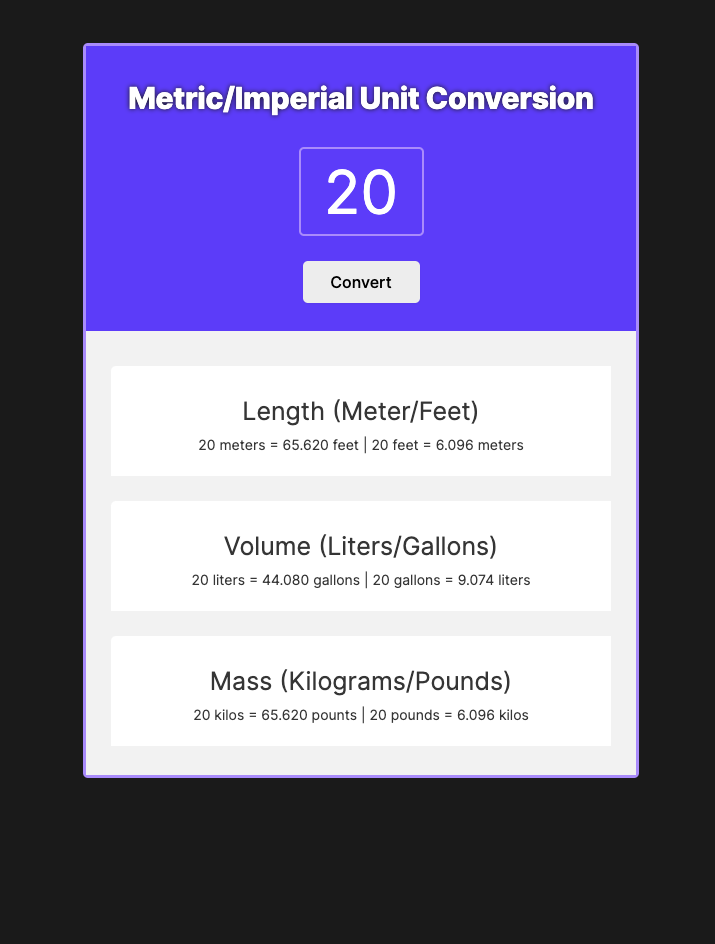 Metric/Imperial Unit Conversion
20
Convert
Length (Meter/Feet)
20 meters = 65.620 feet | 20 feet = 6.096 meters
Volume (Liters/Gallons)
20 liters = 44.080 gallons | 20 gallons = 9.074 liters
Mass (Kilograms/Pounds)
20 kilos = 65.620 pounts | 20 pounds = 6.096 kilos